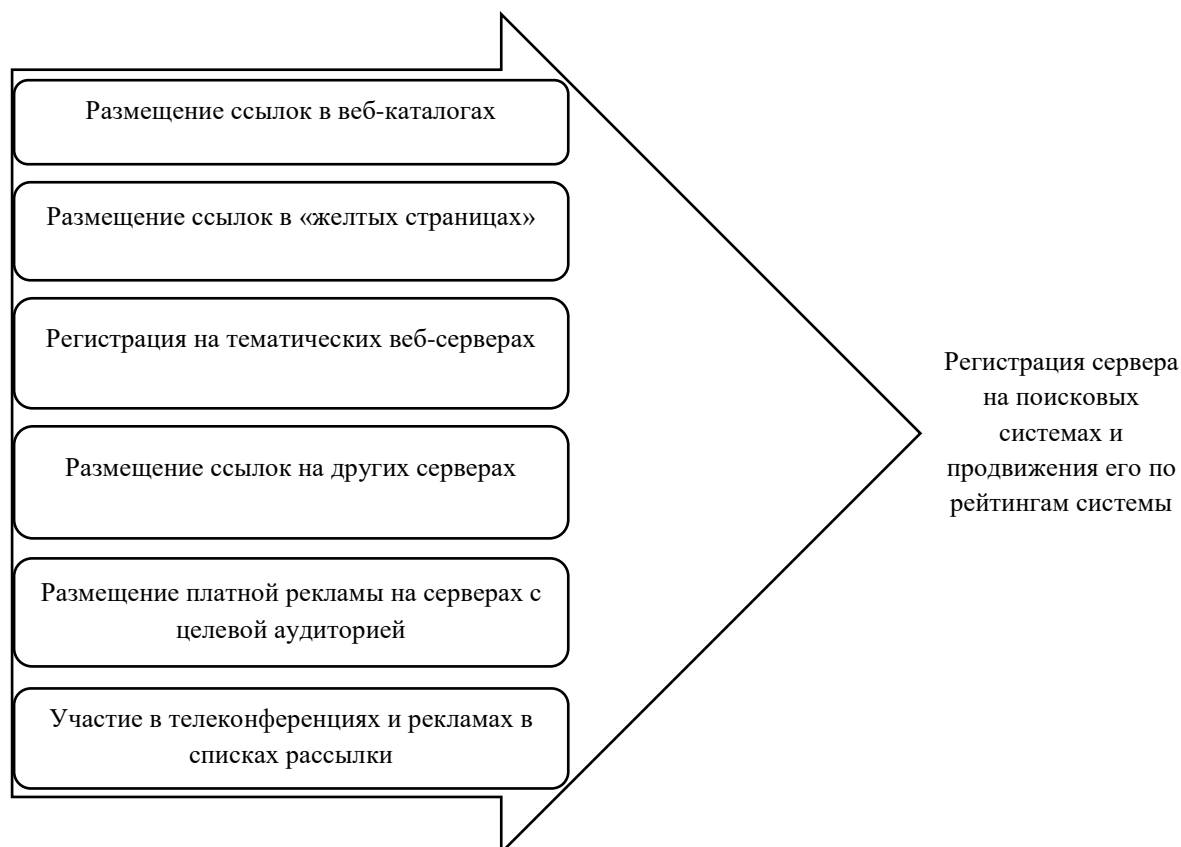 Размещение ссылок в веб-каталогах
Размещение ссылок в «желтых страницах»
Регистрация на тематических веб-серверах
Размещение ссылок на других серверах
Размещение платной рекламы на серверах с
целевой аудиторией
Участие в телеконференциях и рекламах в
списках рассылки
Регистрация сервера
на поисковых
системах и
продвижения его по
рейтингам системы